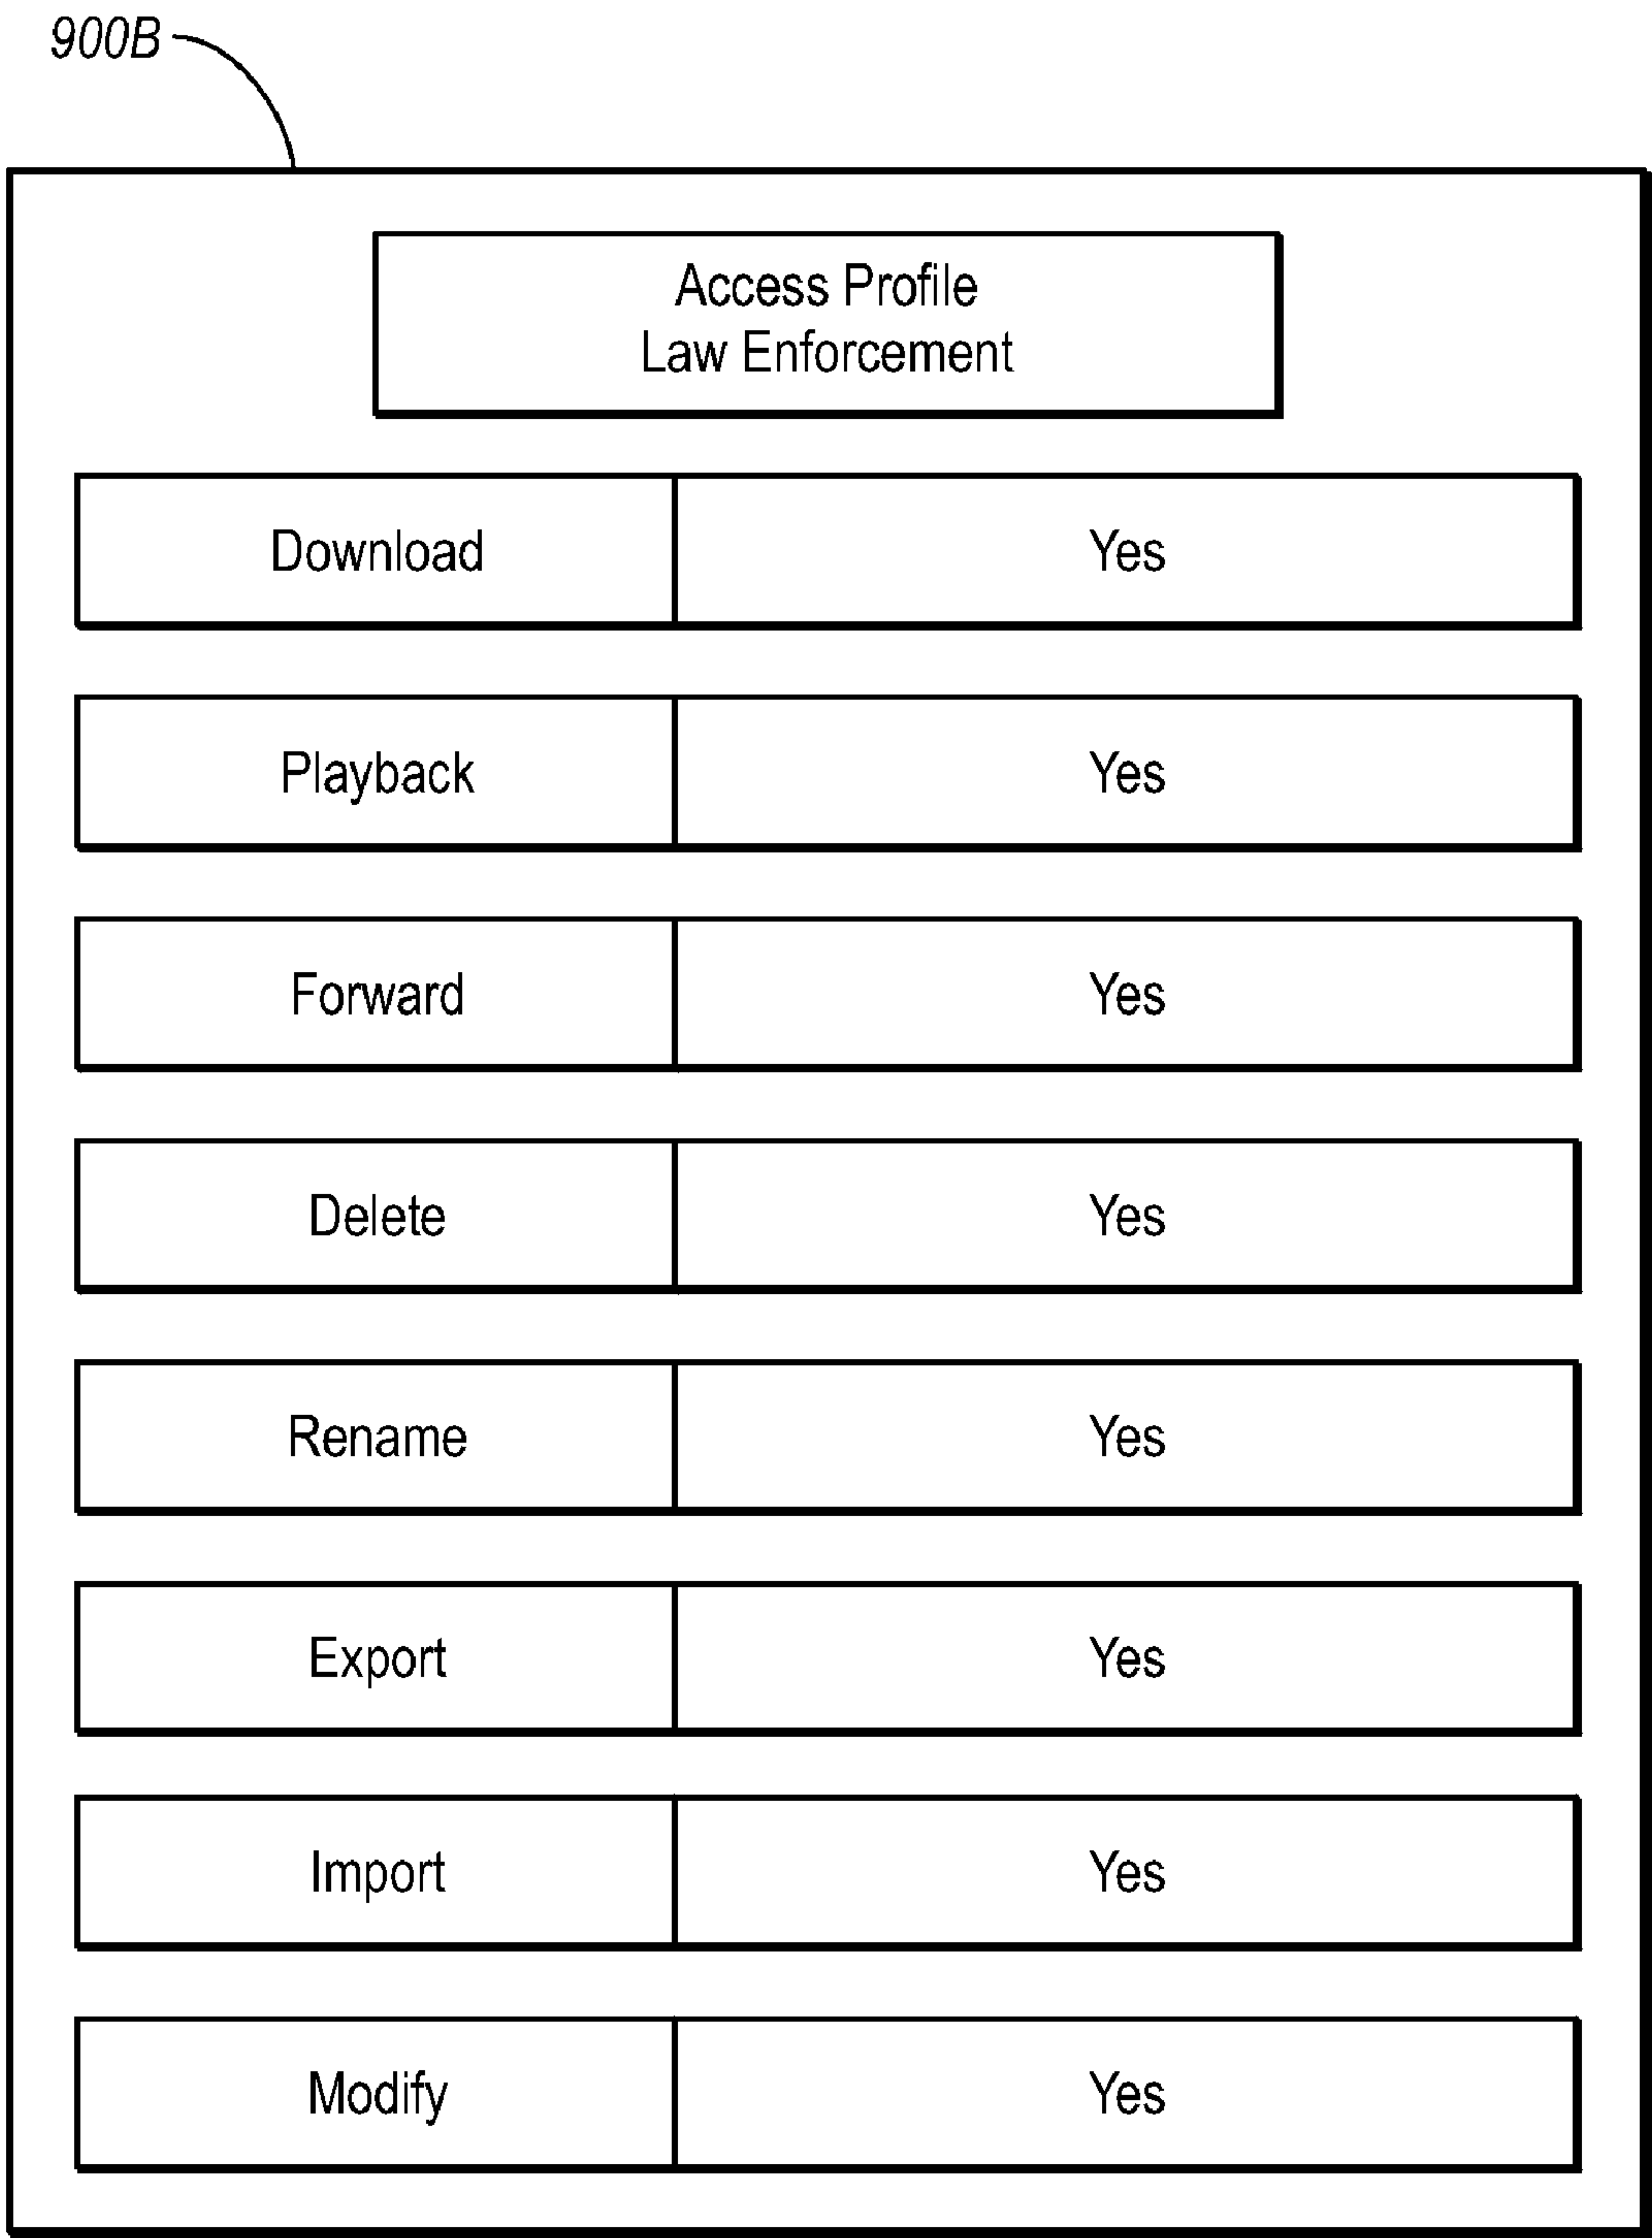 900B
Access Profile
Law Enforcement
Download Yes
Playback Yes
Forward Yes
Delete Yes
Rename Yes
Export Yes
Import Yes
Modify Yes